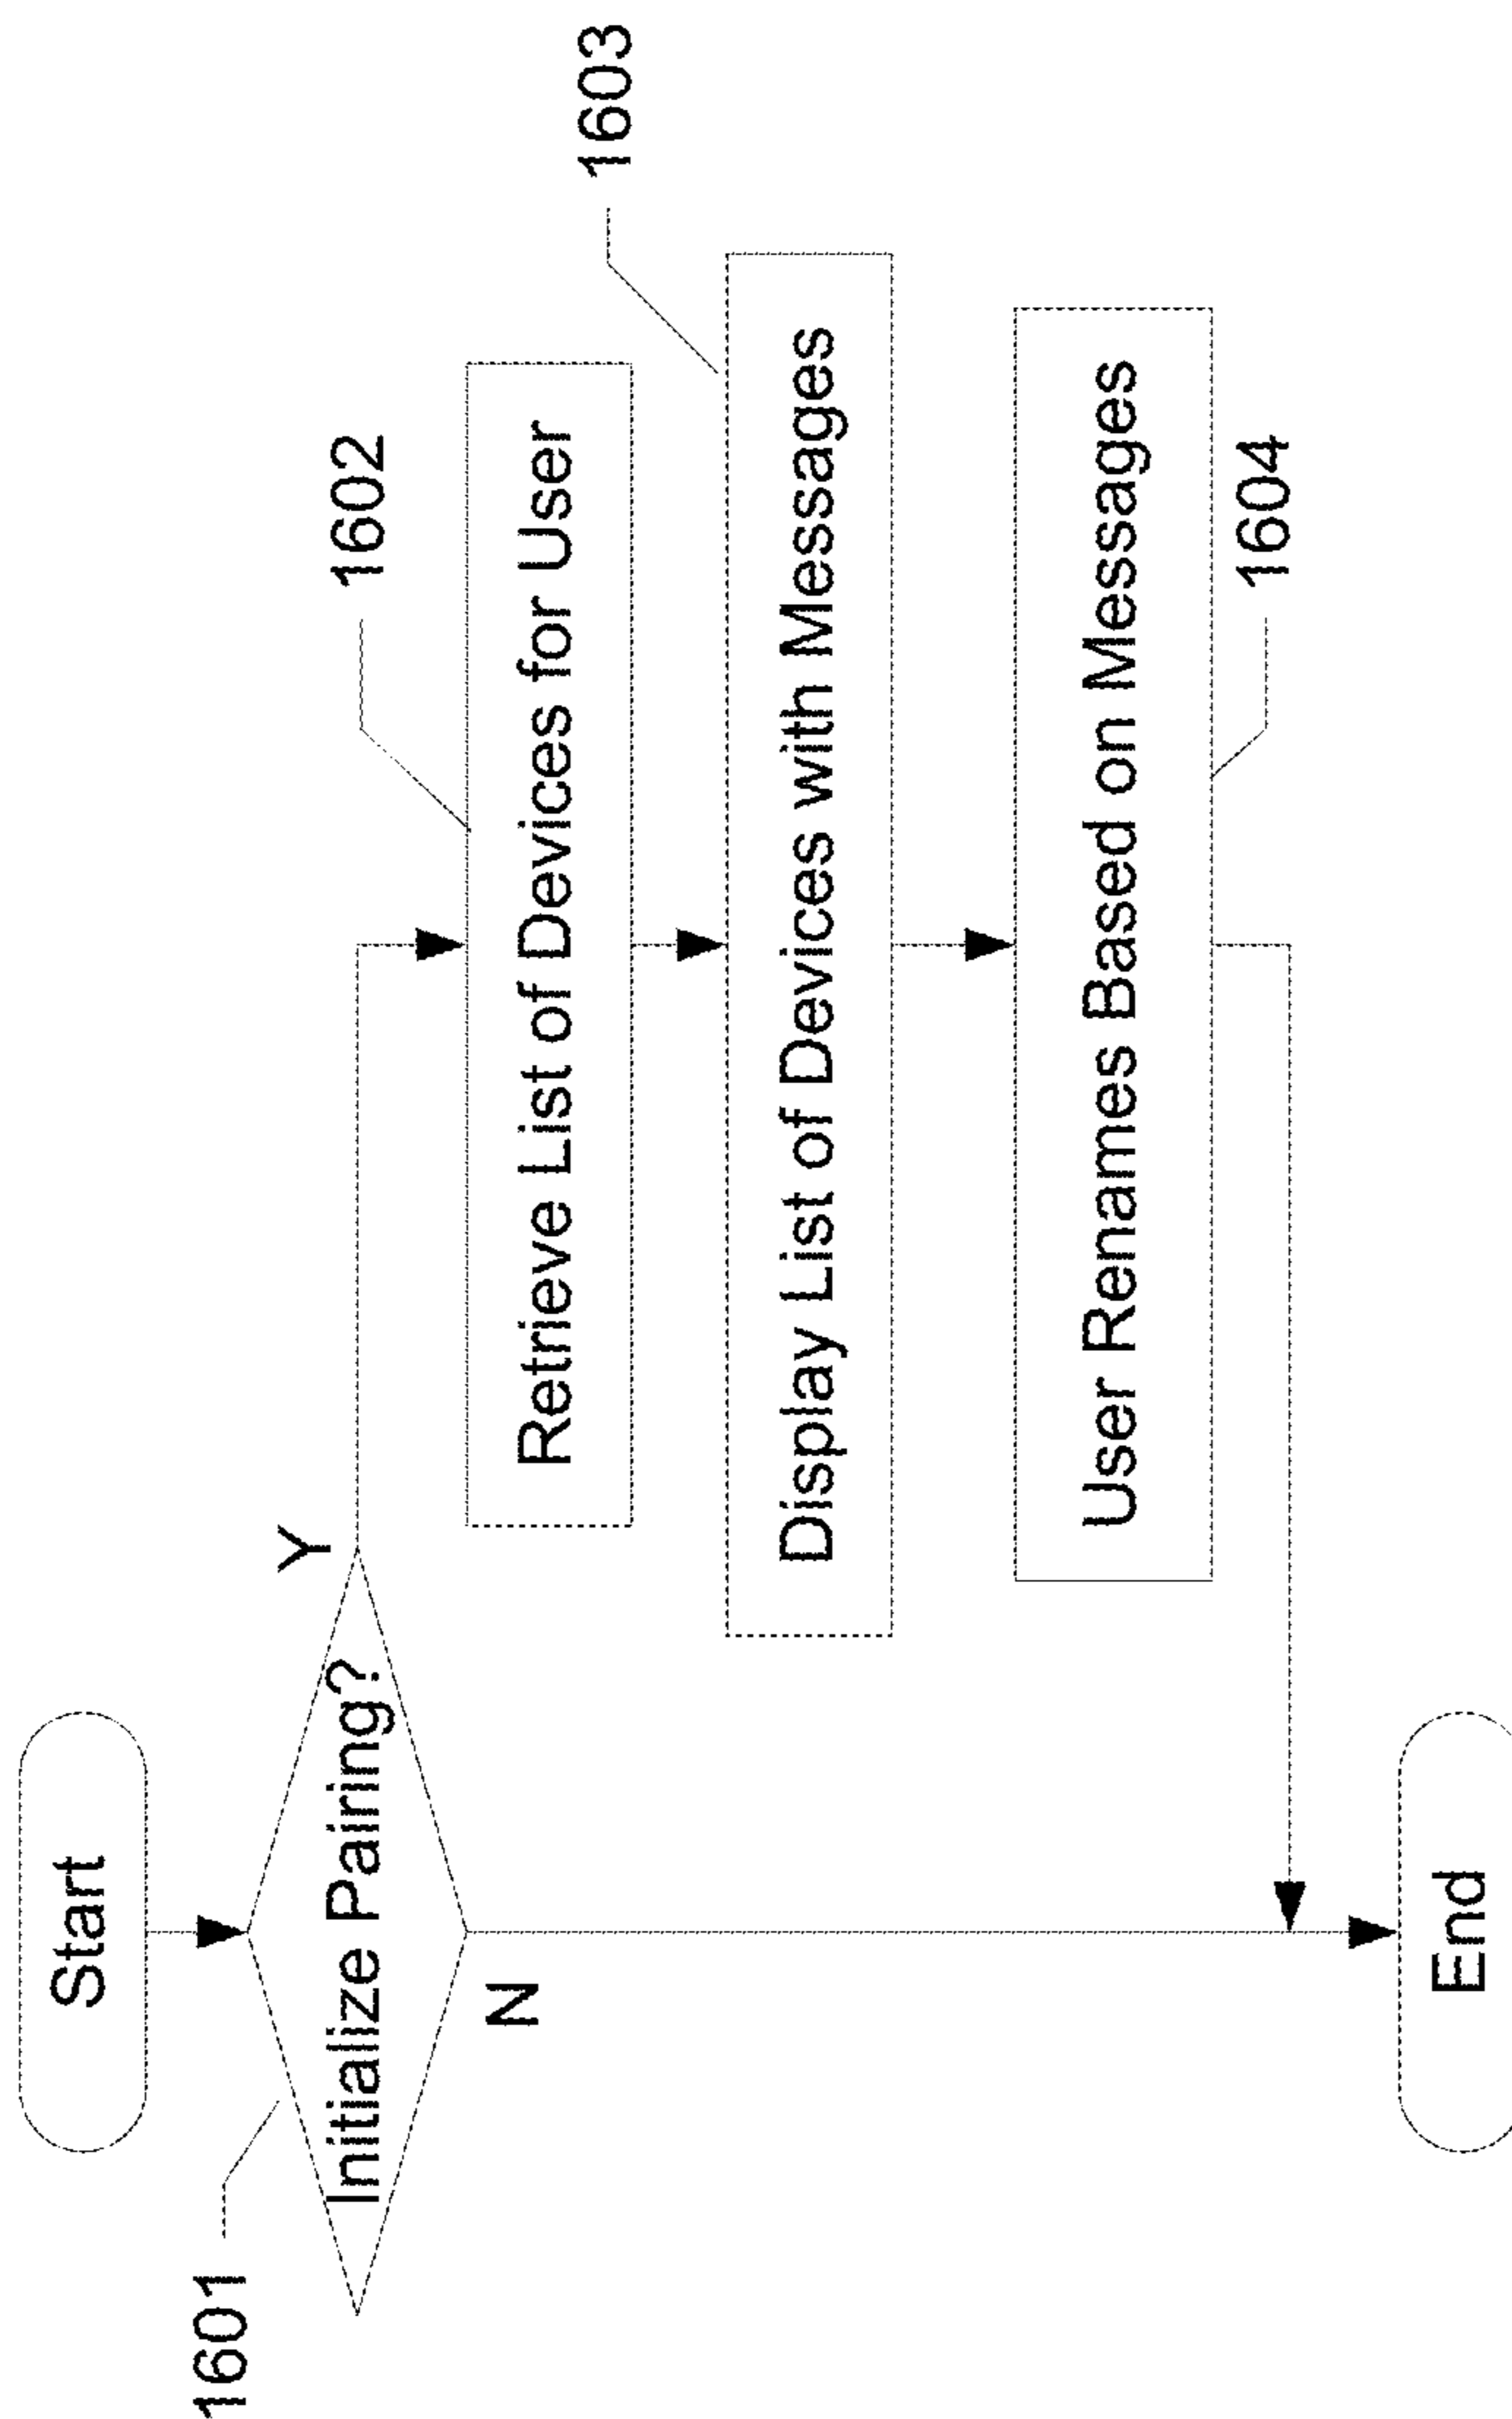 Start
1601
Initialize Pairing?
Y
N
1602
Retrieve List of Devices for User
1603
Display List of Devices with Messages
User Renames Based on Messages
1604
End